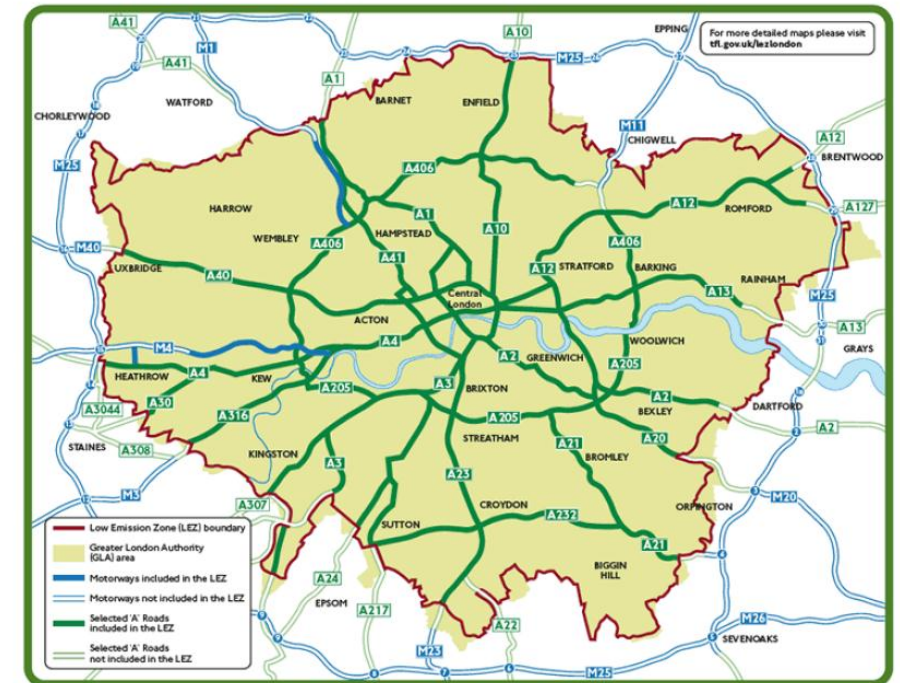 A41
A10
EPPING
For more detailed maps please visit
tfl.gov.uk/lezlondon
M1
M25
A41
A1
BARNET
ENFIELD
WATFORD
CHORLEYWOOD
M11
CHIGWELL
A12
BRENTWOOD
M25
A406
A12
ROMFORD
A127
HARROW
A1
A10
WEMBLEY
A406
HAMPSTEAD
A406
M40
A41
UXBRIDGE
A40
A12
STRATFORD
BARKING
RAINHAM
A13
Central
London
M25
ACTON
A13
M4
A4
WOOLWICH
GRAYS
A2
GREENWICH
HEATHROW
A4
KEW
A205
A205
A3
BRIXTON
A30
A3044
A2
DARTFORD
A316
A205
BEXLEY
A2
STAINES
A308
STREATHAM
A21
A20
KINGSTON
A3
BROMLEY
A23
M3
M20
A307
CROYDON
ORPINGTON
A232
SUTTON
A21
BIGGIN
HILL
A24
EPSOM
A217
A22
M26
SEVENOAKS
M23
M25
Low Emission Zone (LEZ) boundary
Greater London Authority
(GLA) area
Motorways included in the LEZ
Motorways not included in the LEZ
Selected 'A' Roads
included in the LEZ
Selected 'A' Roads
not included in the LEZ